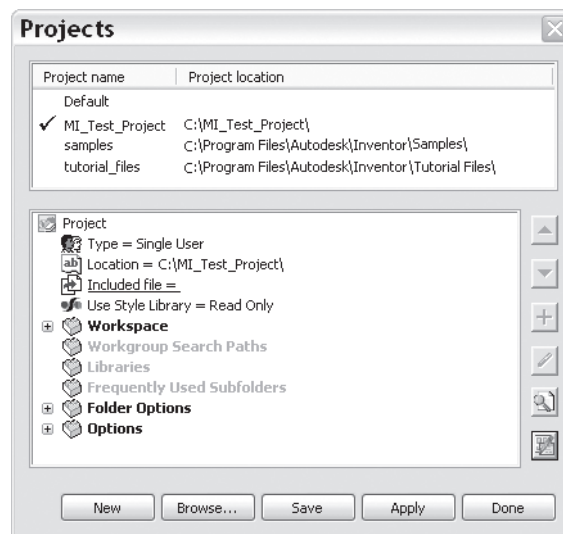 Projects
Project name Project location
Default
MI_Test_Project C:\MI_Test_Project\
samples C:\Program Files\Autodesk\Inventor\Samples\
tutorial_files C:\Program Files\Autodesk\Inventor\Tutorial Files\
Project
Type = Single User
Location = C:\MI_Test_Project\
Included file =
Use Style Library = Read Only
Workspace
Workgroup Search Paths
Libraries
Frequently Used Subfolders
Folder Options
Options
New Browse... Save Apply Done